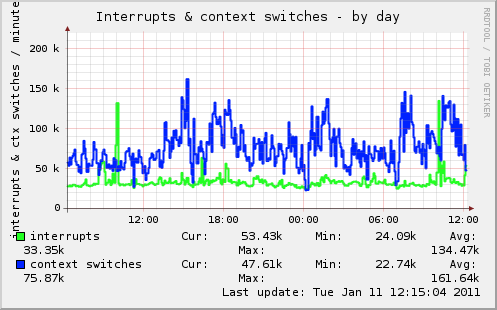 Interrupts & context switches - by day
RRDTOOL / TOBI OETIKER
interrupts & ctx switches / minute
200 k
150 k
100 k
50 k
0
12:00 18:00 00:00 06:00 12:00
interrupts Cur: 53.43k Min: 24.09k Avg:
33.35k Max: 134.47k
context switches Cur: 47.61k Min: 22.74k Avg:
75.87k Max: 161.64k
Last update: Tue Jan 11 12:15:04 2011